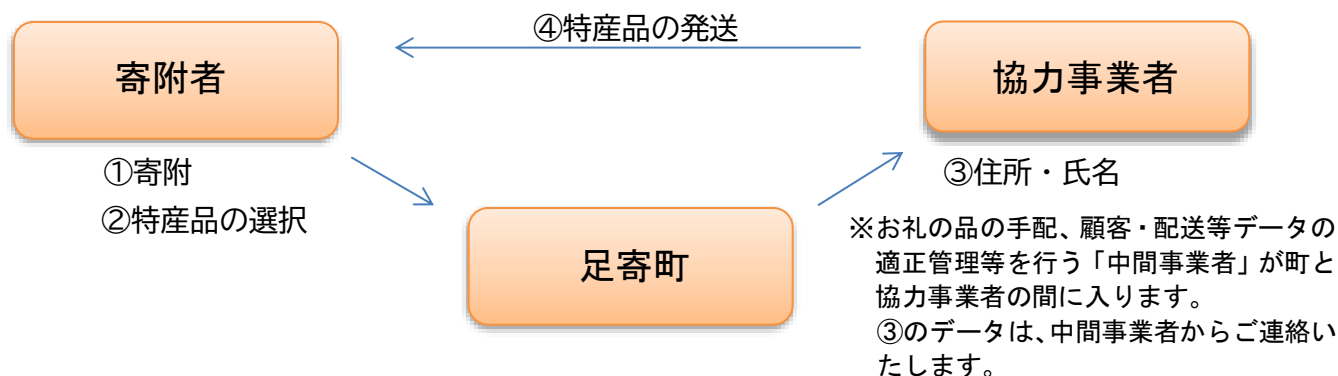 ④特産品の発送
寄附者
協力事業者
①寄附
②特産品の選択
③住所・氏名
足寄町
※お礼の品の手配、顧客・配送等データの
適正管理等を行う「中間事業者」が町と
協力事業者の間に入ります。
③のデータは、中間事業者からご連絡い
たします。